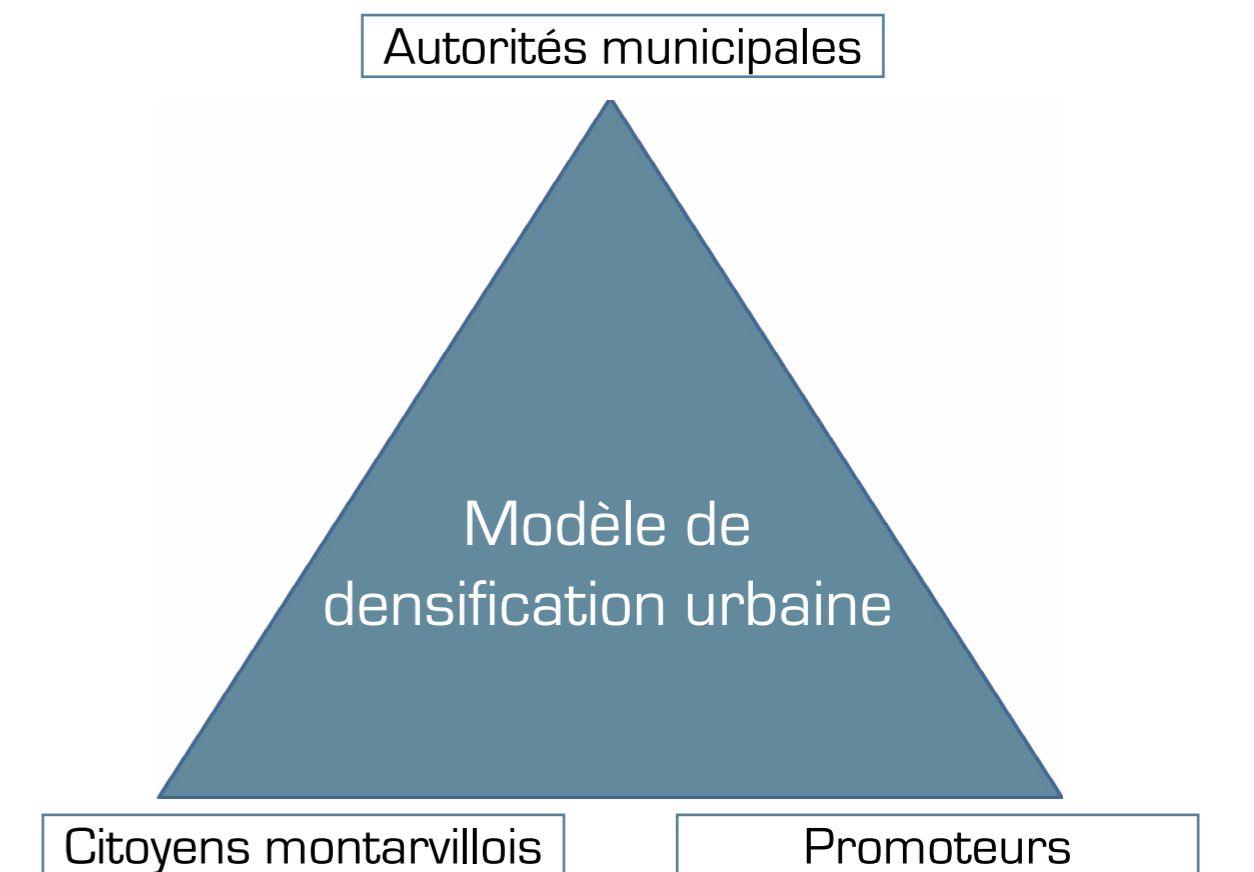 Autorités municipales
Modèle de
densification urbaine
Citoyens montarvillois
Promoteurs